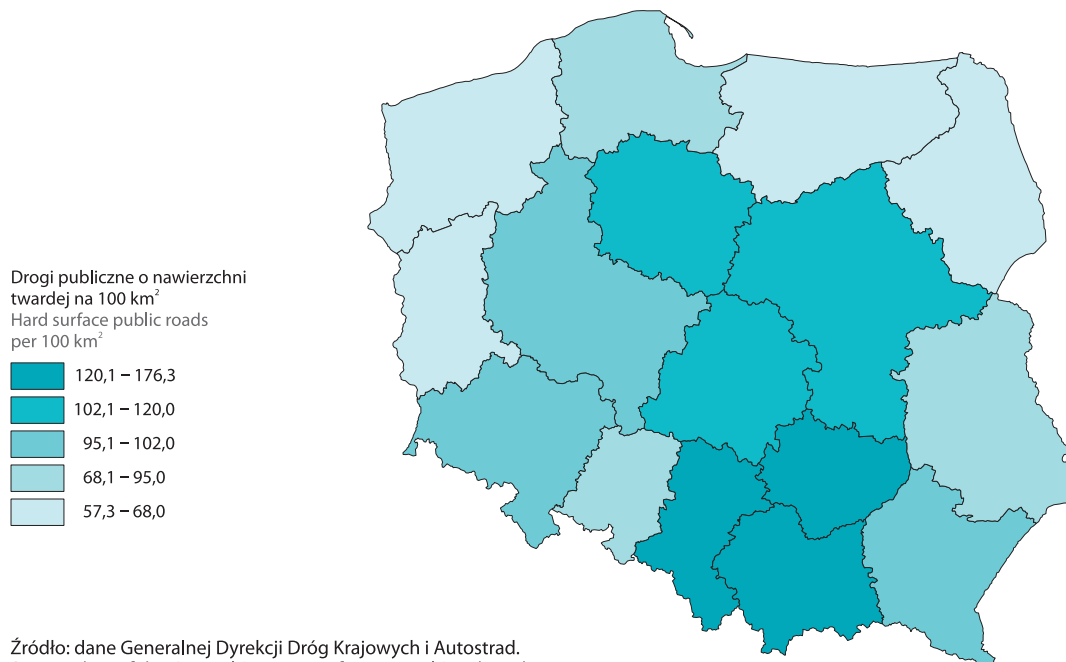 Drogi publiczne o nawierzchni
twardej na 100 km²
Hard surface public roads
per 100 km²
120,1 – 176,3
102,1 – 120,0
95,1 – 102,0
68,1 – 95,0
57,3 – 68,0
Źródło: dane Generalnej Dyrekcji Dróg Krajowych i Autostrad.